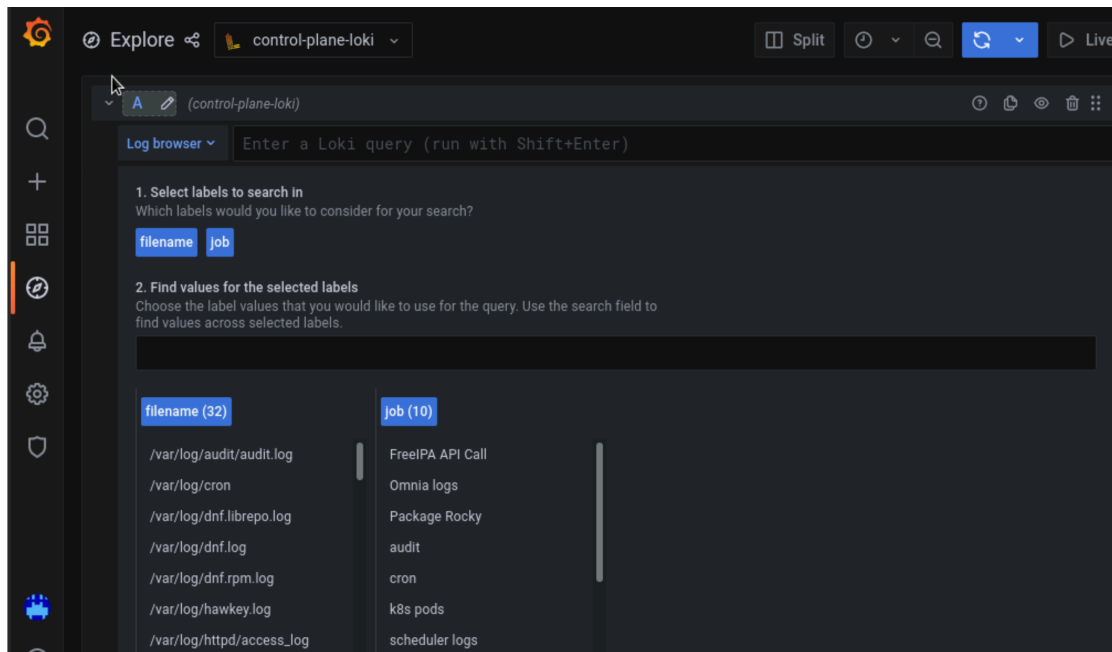 Explore
control-plane-loki
Split
Live
A
(control-plane-loki)
Log browser
Enter a Loki query (run with Shift+Enter)
1. Select labels to search in
Which labels would you like to consider for your search?
filename job
2. Find values for the selected labels
Choose the label values that you would like to use for the query. Use the search field to
find values across selected labels.
filename (32)
/var/log/audit/audit.log
/var/log/cron
/var/log/dnf.librepo.log
/var/log/dnf.log
/var/log/dnf.rpm.log
/var/log/hawkey.log
/var/log/httpd/access_log
job (10)
FreeIPA API Call
Omnia logs
Package Rocky
audit
cron
k8s pods
scheduler logs